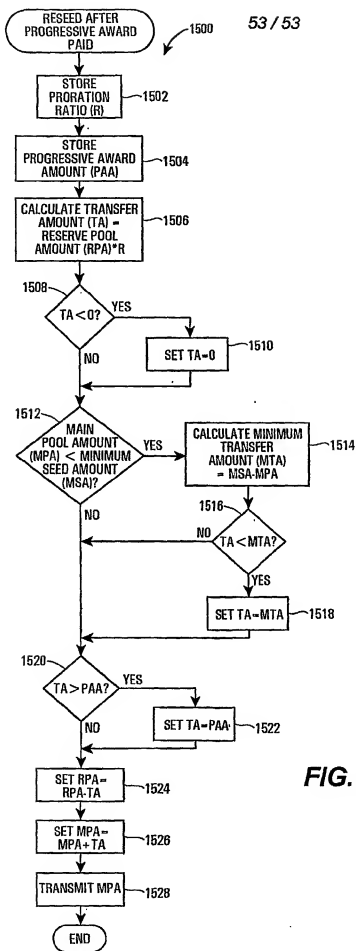 RESEED AFTER
PROGRESSIVE AWARD
PAID
53 / 53
1500
STORE
PRORATION
RATIO (R)
1502
STORE
PROGRESSIVE AWARD
AMOUNT (PAA)
1504
CALCULATE TRANSFER
AMOUNT (TA) =
RESERVE POOL
AMOUNT (RPA)*R
1506
1508
TA < 0?
YES
NO
SET TA=0
1510
1512
MAIN
POOL AMOUNT
(MPA) < MINIMUM
SEED AMOUNT
(MSA)?
YES
NO
CALCULATE MINIMUM
TRANSFER
AMOUNT (MTA)
= MSA-MPA
1514
1516
NO
TA < MTA?
YES
SET TA=MTA
1518
1520
TA > PAA?
YES
NO
SET TA=PAA
1522
SET RPA=
RPA-TA
1524
FIG.
SET MPA=
MPA+TA
1526
TRANSMIT MPA
1528
END